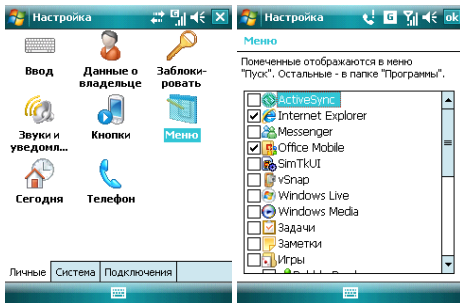 Настройка
Ввод
Данные о
владельце
Заблоки-
ровать
Звуки и
уведомл...
Кнопки
Меню
Сегодня
Телефон
Личные Система Подключения
Настройка G ok
Меню
Помеченные отображаются в меню
"Пуск". Остальные - в папке "Программы".
ActiveSync
Internet Explorer
Messenger
Office Mobile
SimTkUI
vSnap
Windows Live
Windows Media
Задачи
Заметки
Игры